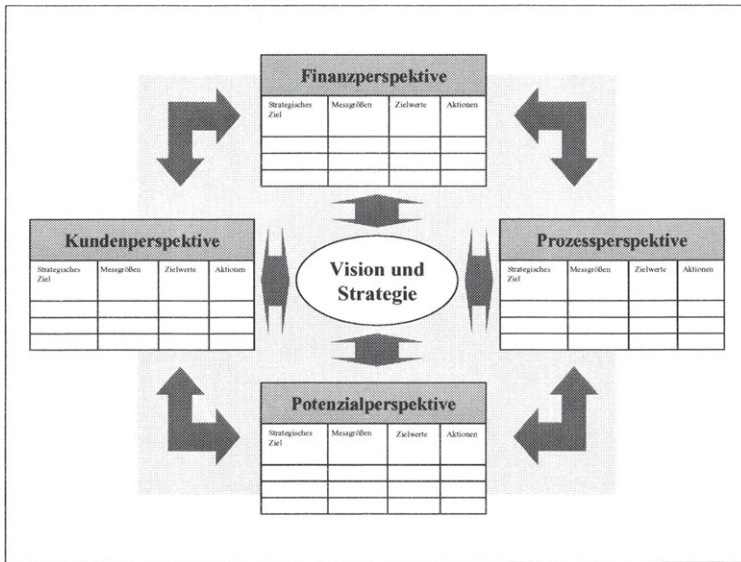 Finanzperspektive
Strategisches Messgrößen Zielwerte Aktionen
Ziel
Kundenperspektive
Strategisches Messgrößen Zielwerte Aktionen
Ziel
Vision und
Strategie
Prozessperspektive
Strategisches Messgrößen Zielwerte Aktionen
Ziel
Potenzialperspektive
Strategisches Messgrößen Zielwerte Aktionen
Ziel